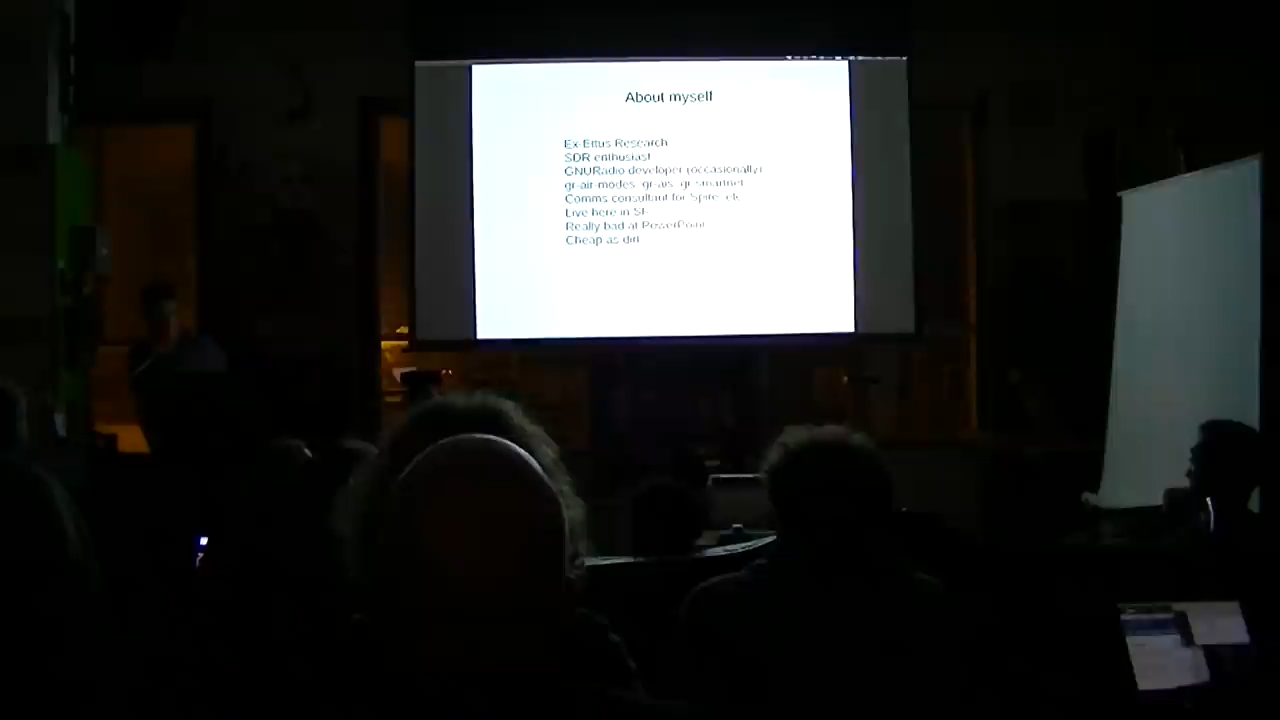 About myself
Ex-Ettus Research
SDR enthusiast
GNURadio developer (occasionally)
gr-air-modes, gr-ais, gr-smartnet
Comms consultant for Spire, etc
Live here in SF
Really bad at PowerPoint
Cheap as dirt